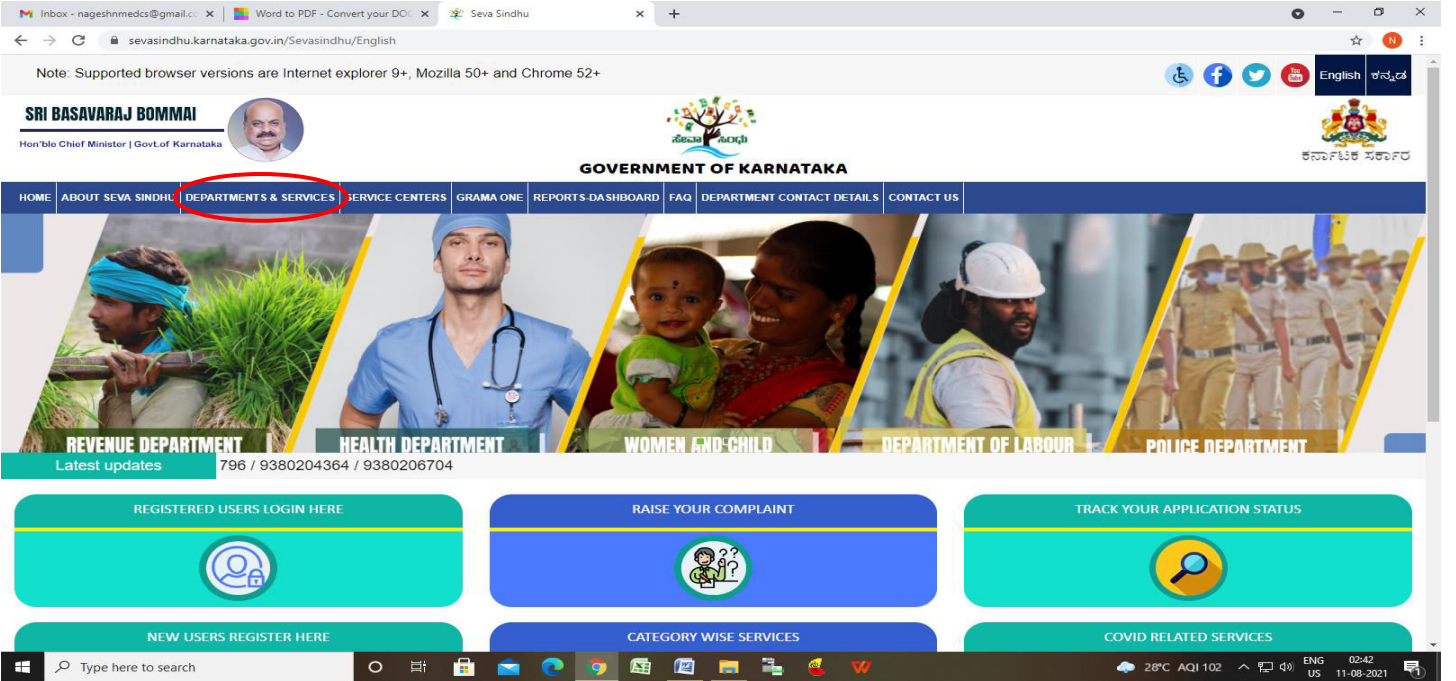 Inbox - nageshnmedcs@gmail.cc
Word to PDF - Convert your DOC
Seva Sindhu
sevasindhu.karnataka.gov.in/Sevasindhu/English
N
Note: Supported browser versions are Internet explorer 9+, Mozilla 50+ and Chrome 52+
You Tube
English
ಕನ್ನಡ
SRI BASAVARAJ BOMMAI
Hon'ble Chief Minister | Govt.of Karnataka
ಸೇವಾ ಸಿಂಧು
GOVERNMENT OF KARNATAKA
ಕರ್ನಾಟಕ ಸರ್ಕಾರ
HOME ABOUT SEVA SINDHU DEPARTMENTS & SERVICES SERVICE CENTERS GRAMA ONE REPORTS-DASHBOARD FAQ DEPARTMENT CONTACT DETAILS CONTACT US
REVENUE DEPARTMENT
HEALTH DEPARTMENT
WOMEN AND CHILD
DEPARTMENT OF LABOUR
POLICE DEPARTMENT
Latest updates
796 / 9380204364 / 9380206704
REGISTERED USERS LOGIN HERE
RAISE YOUR COMPLAINT
TRACK YOUR APPLICATION STATUS
NEW USERS REGISTER HERE
CATEGORY WISE SERVICES
COVID RELATED SERVICES
Type here to search
28°C AQI 102
ENG
US
02:42
11-08-2021